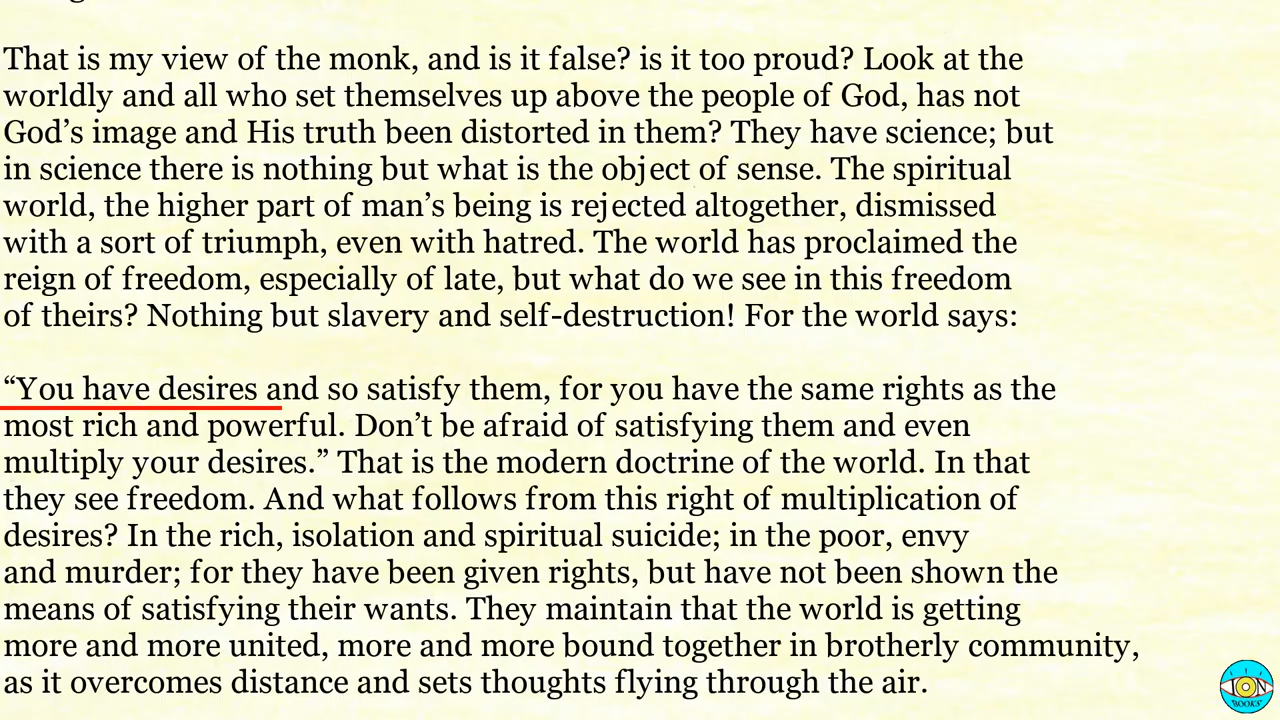 That is my view of the monk, and is it false? is it too proud? Look at the
worldly and all who set themselves up above the people of God, has not
God’s image and His truth been distorted in them? They have science; but
in science there is nothing but what is the object of sense. The spiritual
world, the higher part of man’s being is rejected altogether, dismissed
with a sort of triumph, even with hatred. The world has proclaimed the
reign of freedom, especially of late, but what do we see in this freedom
of theirs? Nothing but slavery and self-destruction! For the world says:
“You have desires and so satisfy them, for you have the same rights as the
most rich and powerful. Don’t be afraid of satisfying them and even
multiply your desires.” That is the modern doctrine of the world. In that
they see freedom. And what follows from this right of multiplication of
desires? In the rich, isolation and spiritual suicide; in the poor, envy
and murder; for they have been given rights, but have not been shown the
means of satisfying their wants. They maintain that the world is getting
more and more united, more and more bound together in brotherly community,
as it overcomes distance and sets thoughts flying through the air.
ION
BOOKS